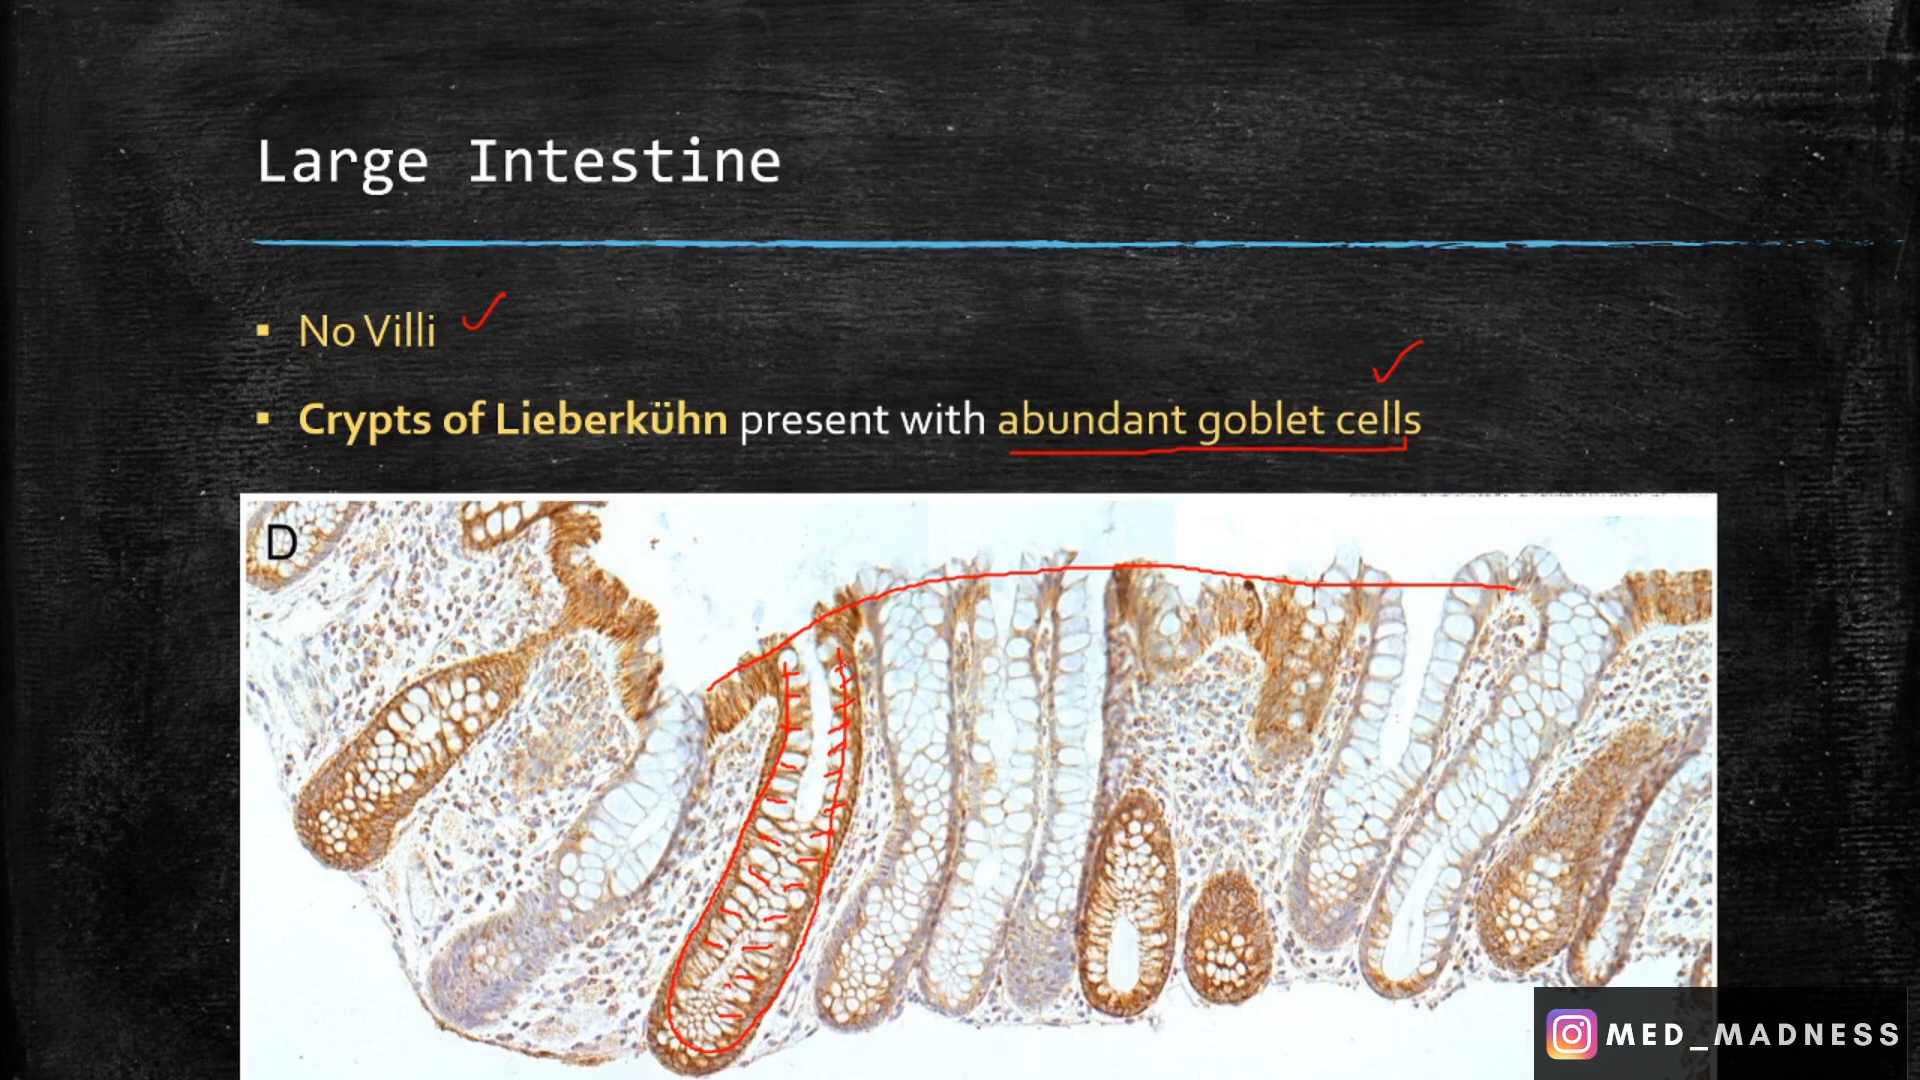 Large Intestine
▪ No Villi
▪ Crypts of Lieberkühn present with abundant goblet cells
D
MED_MADNESS